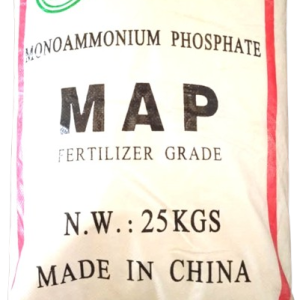 MONOAMMONIUM PHOSPHATE
MAP
FERTILIZER GRADE
N.W.: 25KGS
MADE IN CHINA